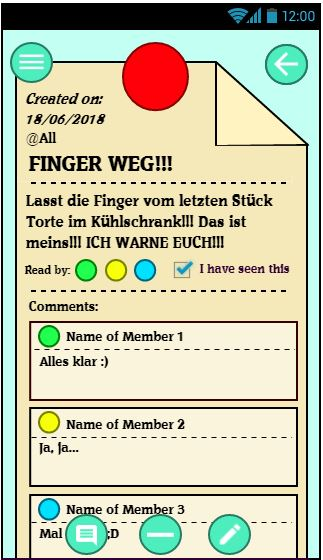 12:00
Created on:
18/06/2018
@All
FINGER WEG!!!
Lasst die Finger vom letzten Stück
Torte im Kühlschrank!!! Das ist
meins!!! ICH WARNE EUCH!!!
Read by:
I have seen this
Comments:
Name of Member 1
Alles klar :)
Name of Member 2
Ja, Ja...
Name of Member 3
Mal ;D